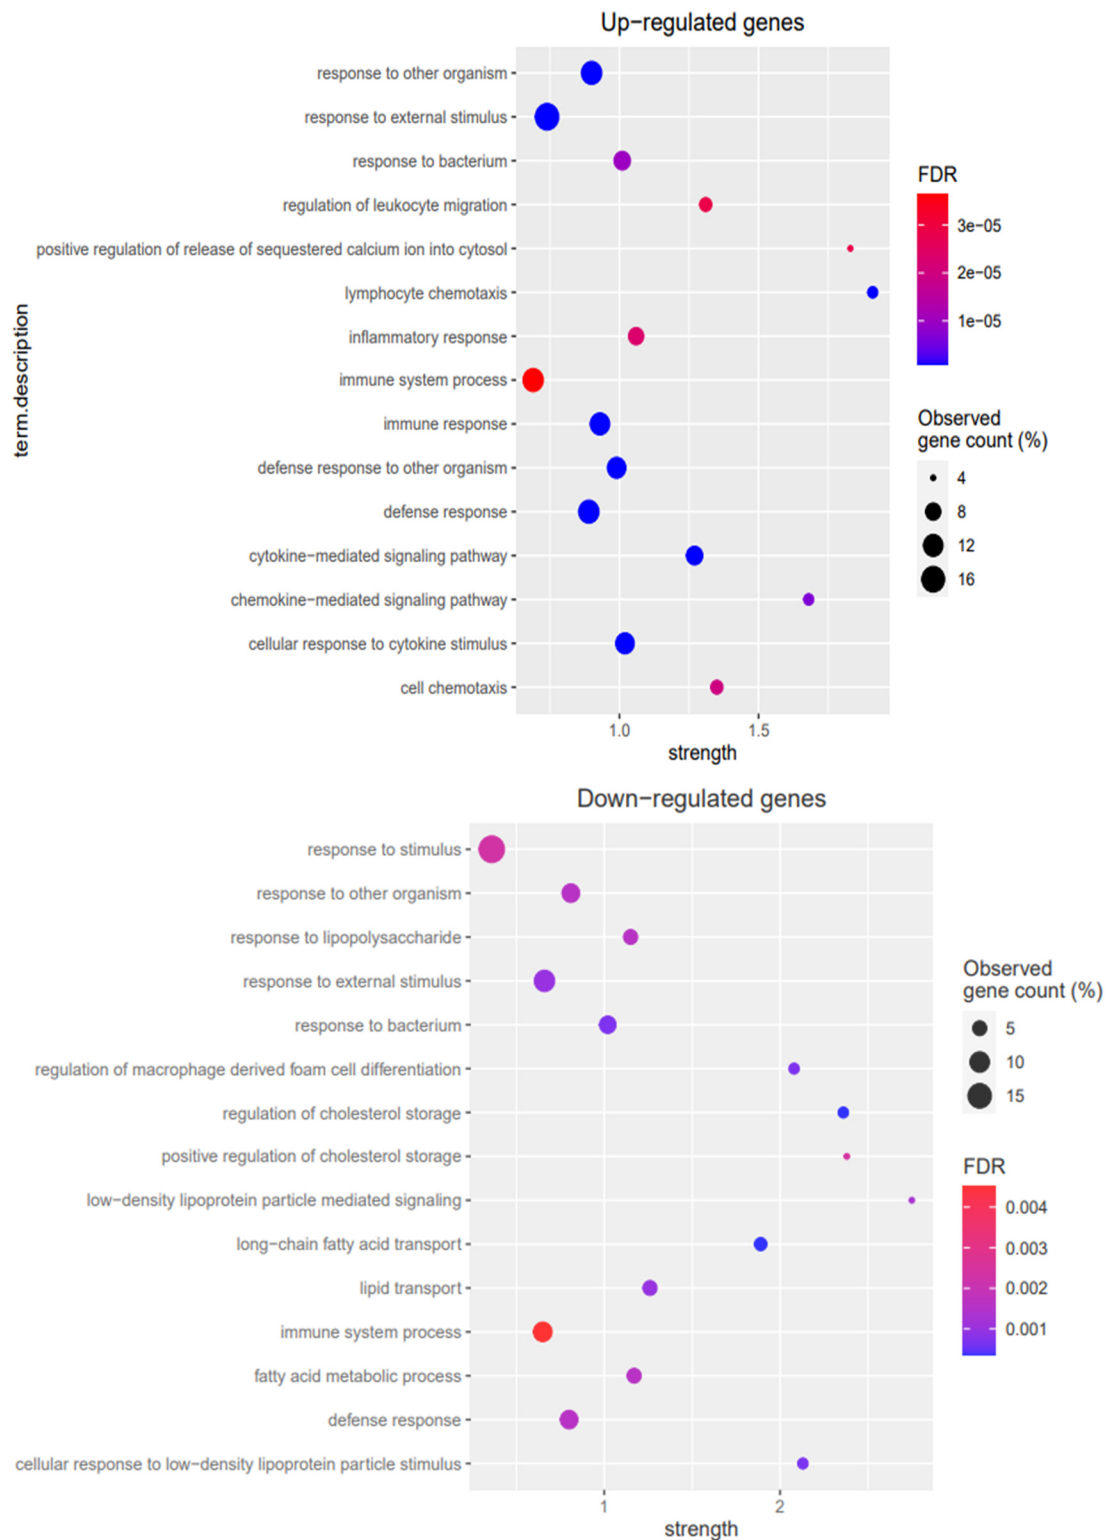 Up−regulated genes
term.description
response to other organism
response to external stimulus
response to bacterium
regulation of leukocyte migration
positive regulation of release of sequestered calcium ion into cytosol
lymphocyte chemotaxis
inflammatory response
immune system process
immune response
defense response to other organism
defense response
cytokine−mediated signaling pathway
chemokine−mediated signaling pathway
cellular response to cytokine stimulus
cell chemotaxis
1.0 1.5
strength
FDR
3e−05
2e−05
1e−05
Observed
gene count (%)
4
8
12
16
Down−regulated genes
response to stimulus
response to other organism
response to lipopolysaccharide
response to external stimulus
response to bacterium
regulation of macrophage derived foam cell differentiation
regulation of cholesterol storage
positive regulation of cholesterol storage
low−density lipoprotein particle mediated signaling
long−chain fatty acid transport
lipid transport
immune system process
fatty acid metabolic process
defense response
cellular response to low−density lipoprotein particle stimulus
1 2
strength
Observed
gene count (%)
5
10
15
FDR
0.004
0.003
0.002
0.001